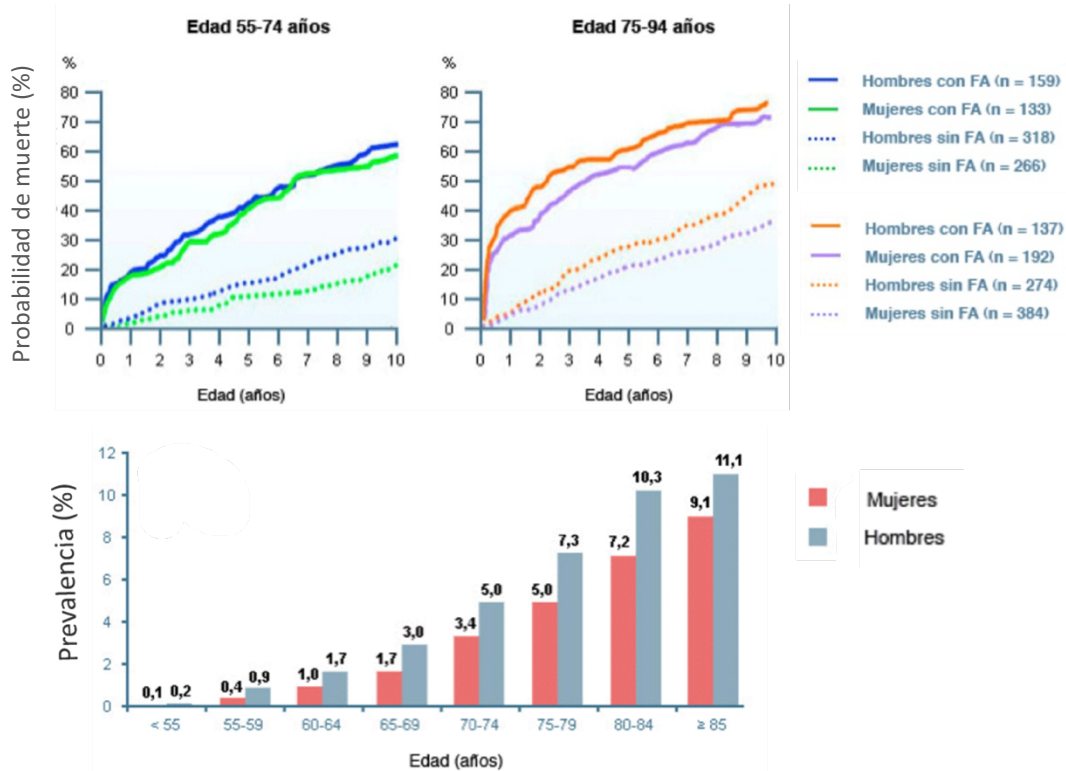 Edad 55-74 años
Edad 75-94 años
Probabilidad de muerte (%)
%
80
70
60
50
40
30
20
10
0
0 1 2 3 4 5 6 7 8 9 10
Edad (años)
%
80
70
60
50
40
30
20
10
0
0 1 2 3 4 5 6 7 8 9 10
Edad (años)
Hombres con FA (n = 159)
Mujeres con FA (n = 133)
Hombres sin FA (n = 318)
Mujeres sin FA (n = 266)
Hombres con FA (n = 137)
Mujeres con FA (n = 192)
Hombres sin FA (n = 274)
Mujeres sin FA (n = 384)
Prevalencia (%)
12
10
8
6
4
2
0
0,1 0,2
0,4 0,9
1,0 1,7
1,7 3,0
3,4 5,0
5,0 7,3
7,2 10,3
9,1 11,1
< 55 55-59 60-64 65-69 70-74 75-79 80-84 ≥ 85
Edad (años)
Mujeres
Hombres